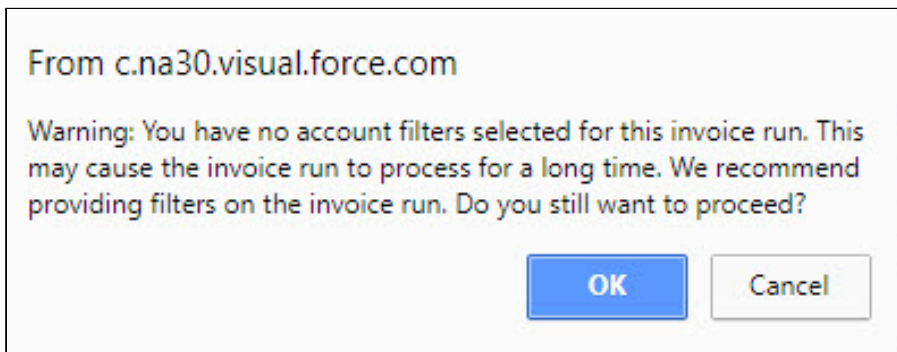 From c.na30.visual.force.com
Warning: You have no account filters selected for this invoice run. This
may cause the invoice run to process for a long time. We recommend
providing filters on the invoice run. Do you still want to proceed?
OK Cancel